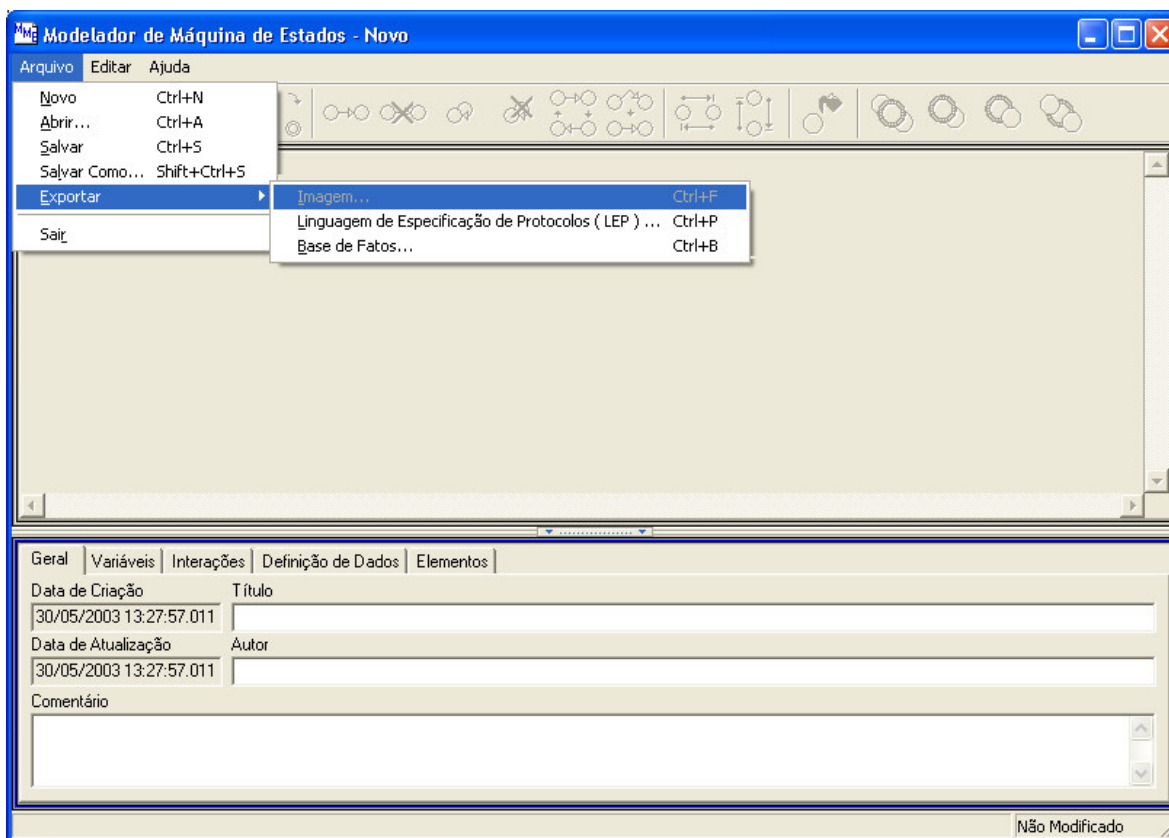 MME Modelador de Máquina de Estados - Novo
Arquivo Editar Ajuda
Novo Ctrl+N
Abrir... Ctrl+A
Salvar Ctrl+S
Salvar Como... Shift+Ctrl+S
Exportar
Sair
Imagem... Ctrl+F
Linguagem de Especificação de Protocolos ( LEP ) ... Ctrl+P
Base de Fatos... Ctrl+B
Geral Variáveis Interações Definição de Dados Elementos
Data de Criação Título
30/05/2003 13:27:57.011
Data de Atualização Autor
30/05/2003 13:27:57.011
Comentário
Não Modificado